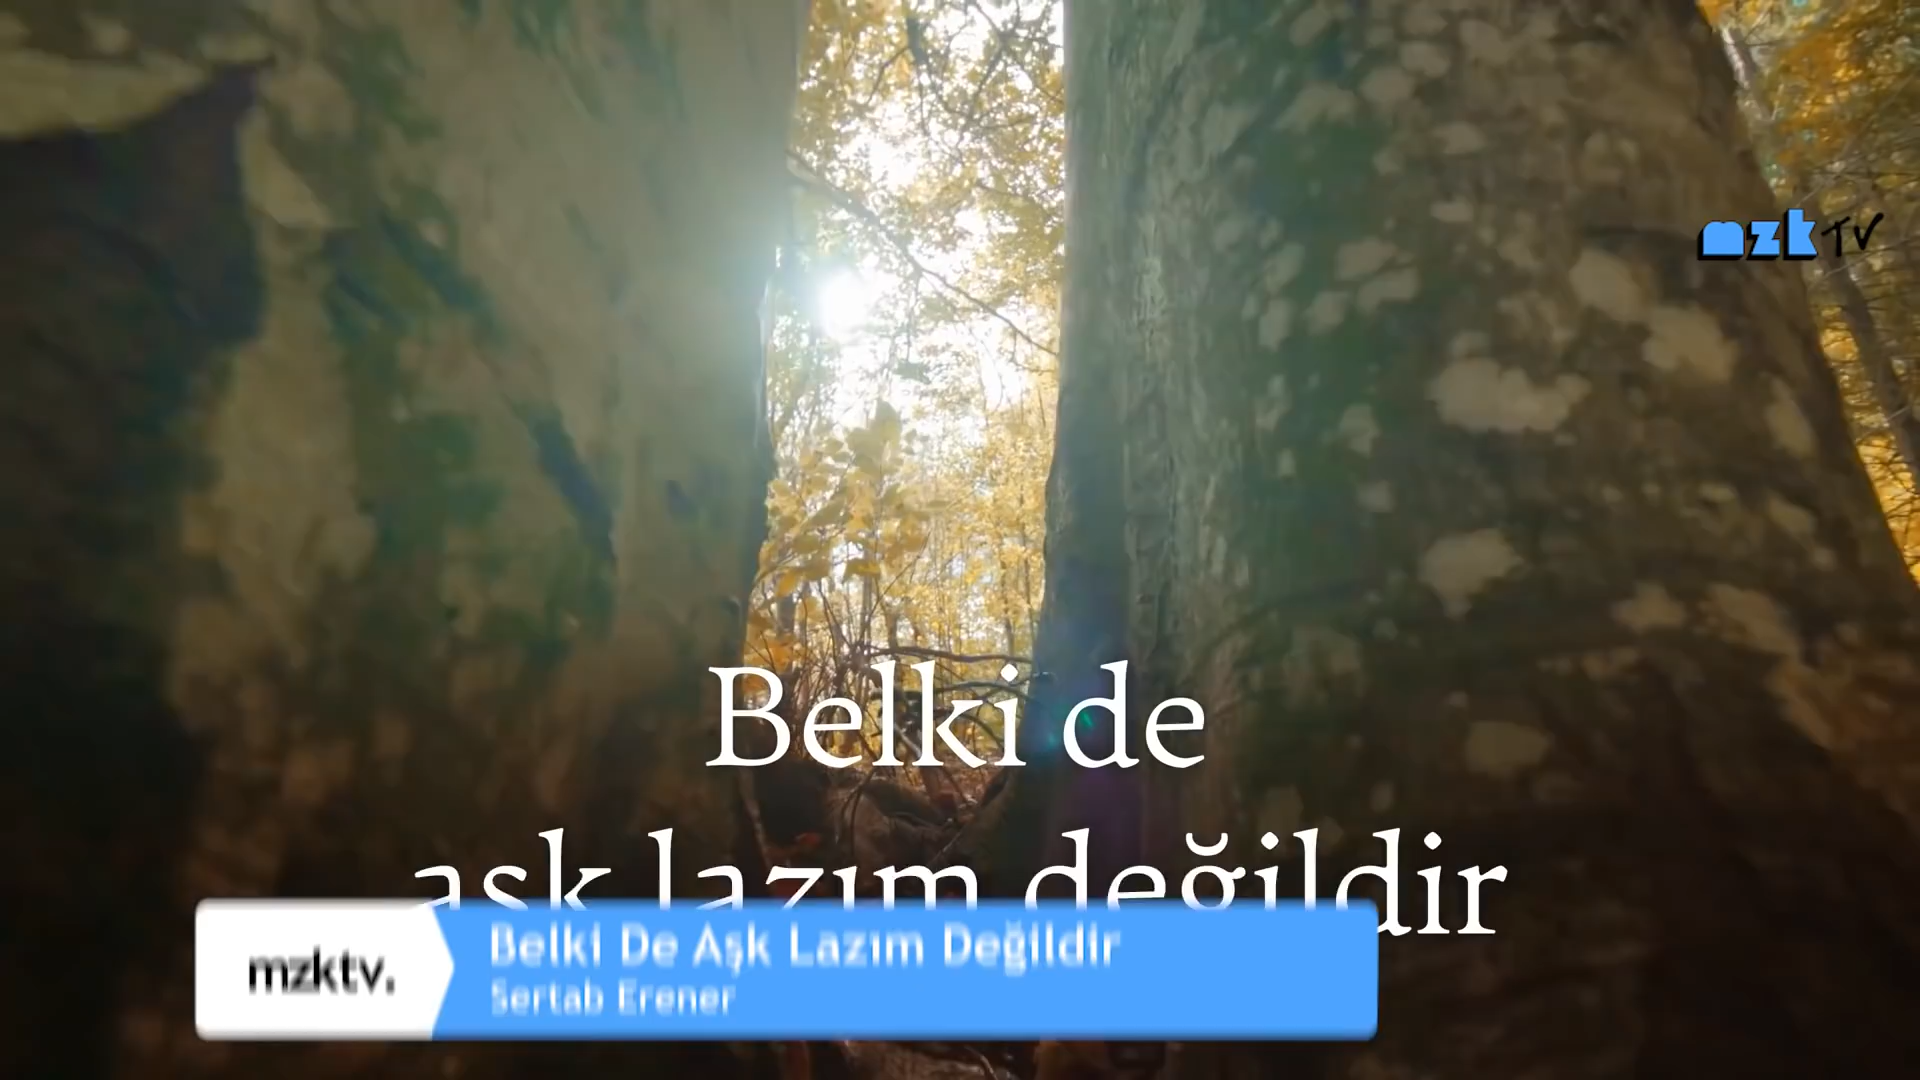 mzk TV
Belki de
aşk lazım değildir
mzktv.
Belki De Aşk Lazım Değildir
Sertab Erener